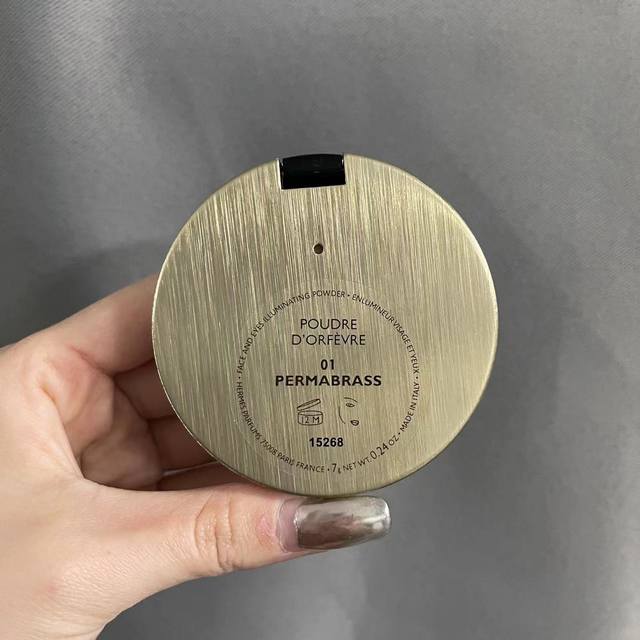 FACE AND EYES ILLUMINATING POWDER • ENLUMINEUR VISAGE ET YEUX • MADE IN ITALY • 7g NET WT. 0.24 OZ • HERMÈS PARFUMS 75008 PARIS FRANCE •
POUDRE
D'ORFÈVRE
01
PERMABRASS
12M
15268